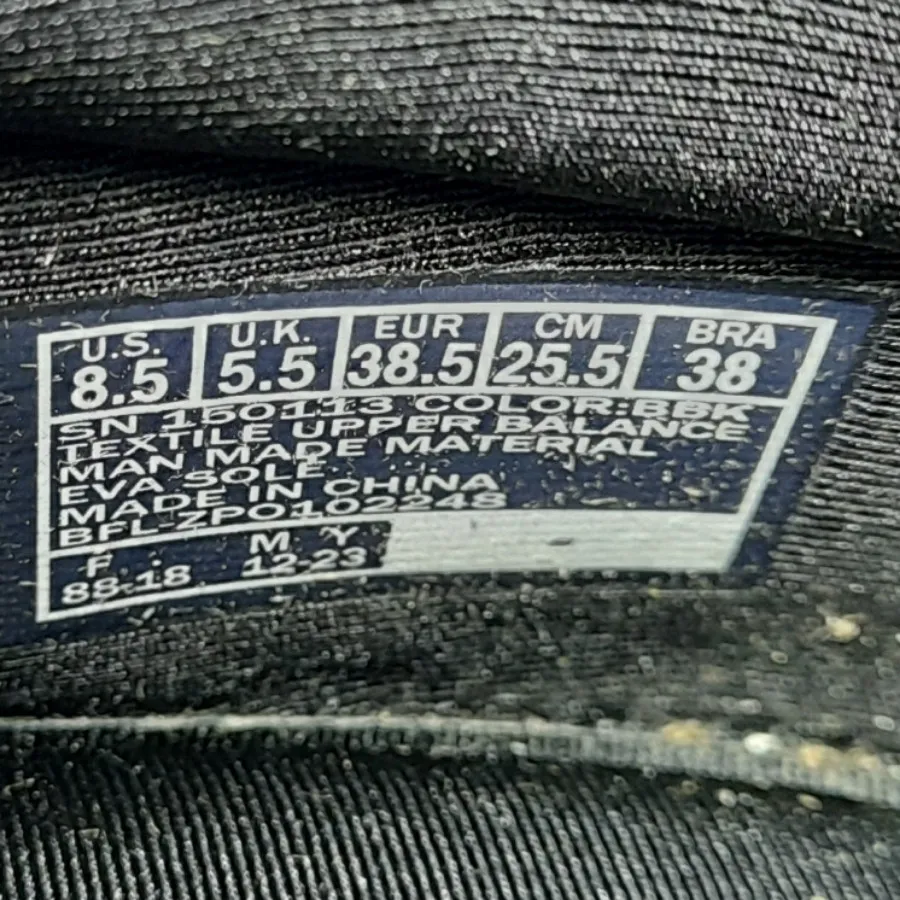 U.S. U.K. EUR CM BRA
8.5 5.5 38.5 25.5 38
SN 150113 COLOR:BBK
TEXTILE UPPER BALANCE
MAN MADE MATERIAL
EVA SOLE
MADE IN CHINA
BFL-ZPO102248
F M Y
88-18 12-23